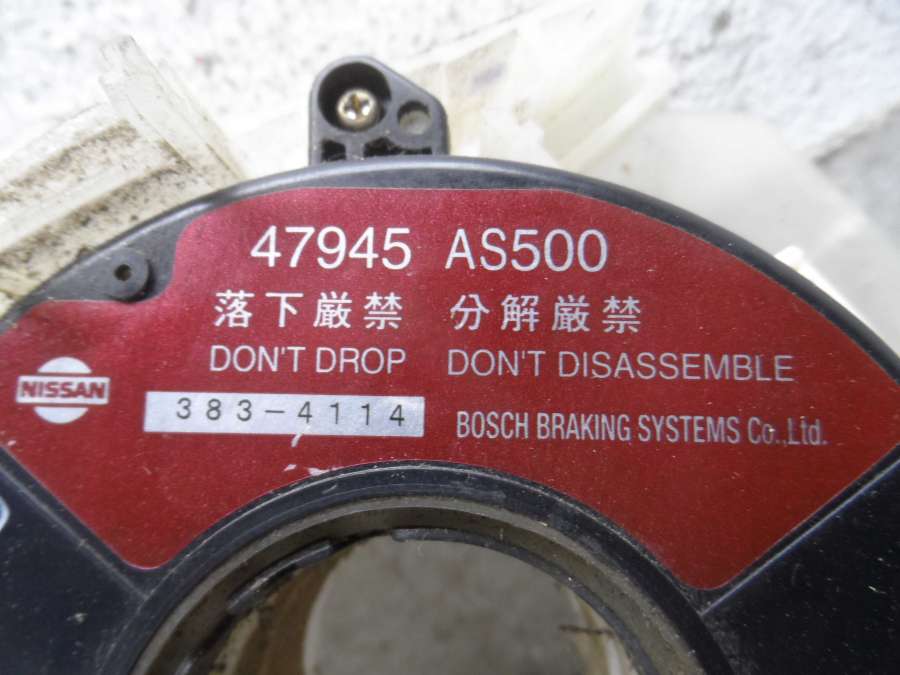 47945 AS500
落下厳禁 分解厳禁
DON'T DROP DON'T DISASSEMBLE
NISSAN
383-4114 BOSCH BRAKING SYSTEMS Co.,Ltd.